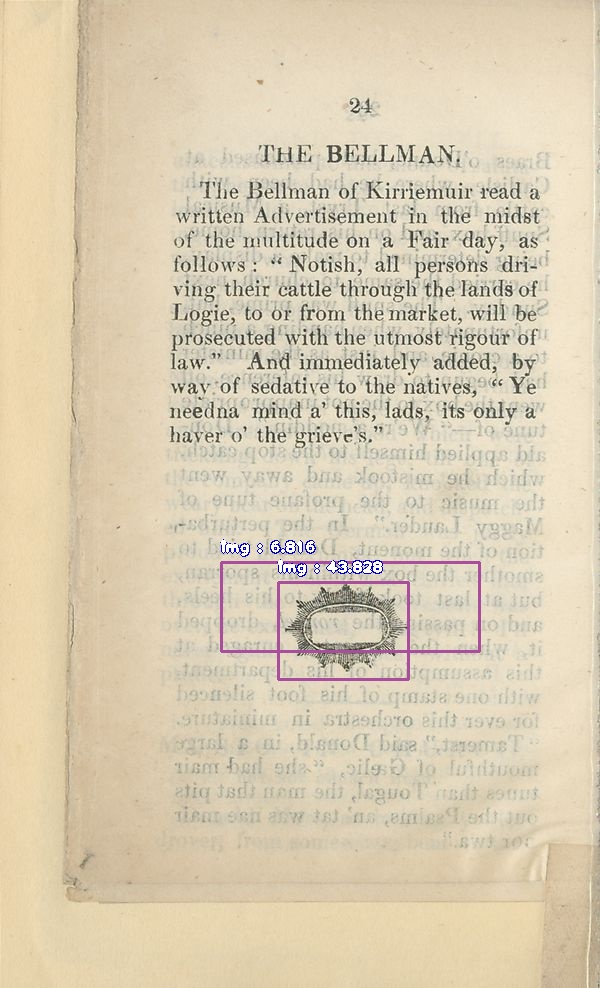 24
THE BELLMAN.
The Bellman of Kirriemuir read a
written Advertisement in the midst
of the multitude on a Fair day, as
follows: “Notish, all persons dri-
ving their cattle through the lands of
Logie, to or from the market, will be
prosecuted with the utmost rigour of
law.” And immediately added, by
way of sedative to the natives, “Ye
needna mind a' this, lads, its only a
haver o' the grieve's.”
img : 6.816
img : 43.828